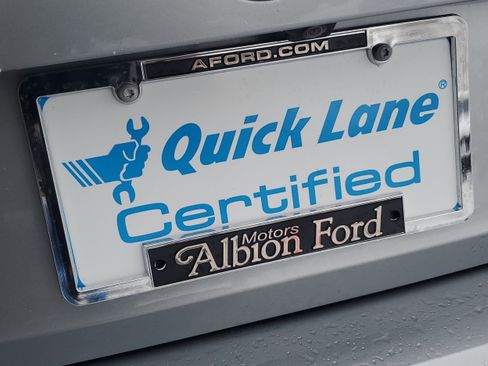 AFORD.COM
Quick Lane®
Certified
Motors
Albion Ford